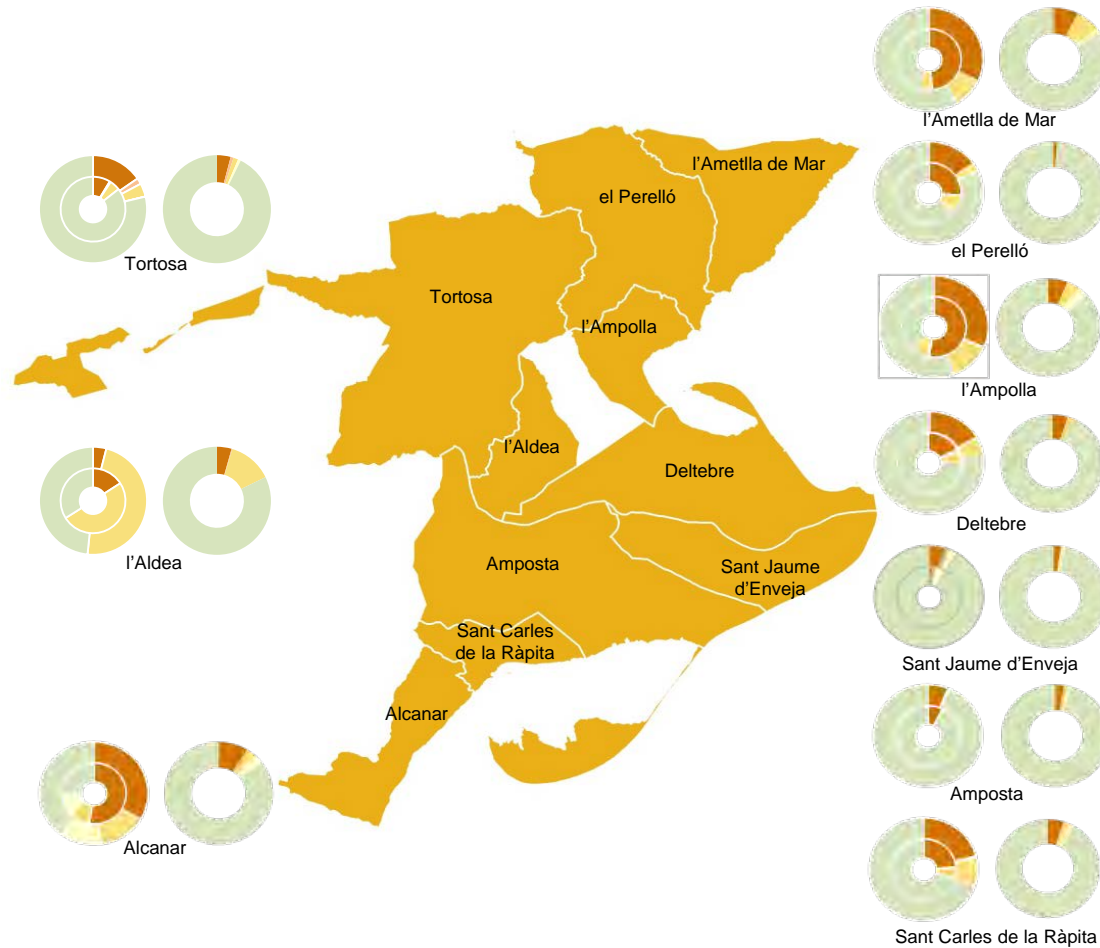 l'Ametlla de Mar
l'Ametlla de Mar
el Perelló
el Perelló
Tortosa
Tortosa
l'Ampolla
l'Ampolla
l'Aldea
Deltebre
Deltebre
l'Aldea
Amposta
Sant Jaume
d'Enveja
Sant Jaume d'Enveja
Sant Carles
de la Ràpita
Alcanar
Amposta
Alcanar
Sant Carles de la Ràpita